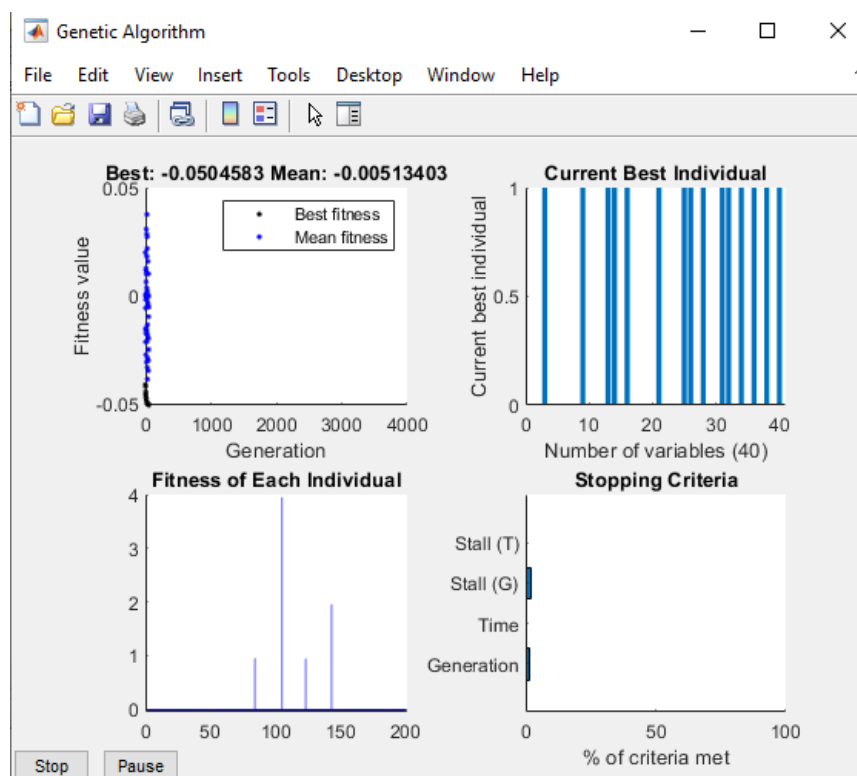 Genetic Algorithm
File Edit View Insert Tools Desktop Window Help
Best: -0.0504583 Mean: -0.00513403
0.05
0
-0.05
Fitness value
Best fitness
Mean fitness
0 1000 2000 3000 4000
Generation
Current Best Individual
1
0.5
0
Current best individual
0 10 20 30 40
Number of variables (40)
Fitness of Each Individual
4
3
2
1
0
0 50 100 150 200
Stopping Criteria
Stall (T)
Stall (G)
Time
Generation
0 50 100
% of criteria met
Stop Pause